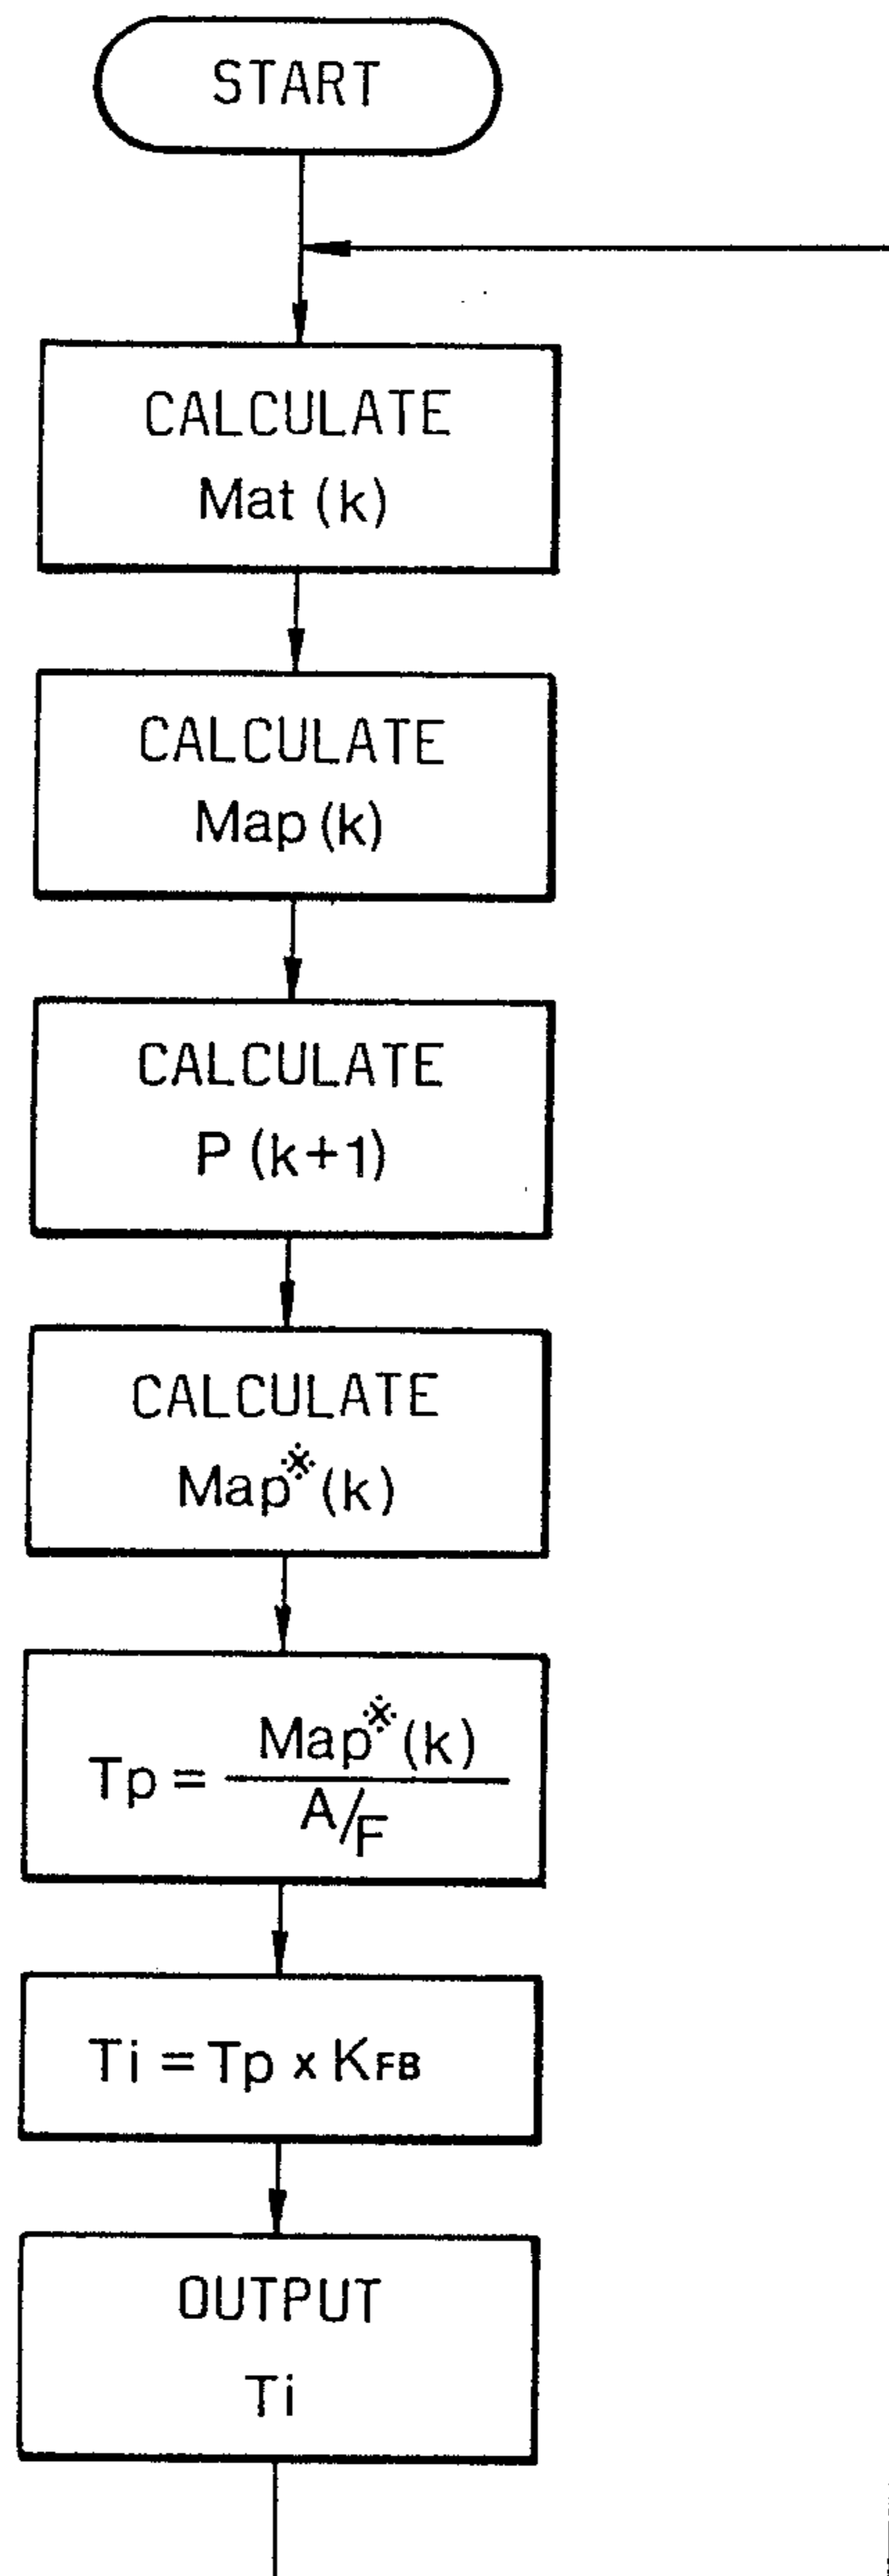 START
CALCULATE
Mat (k)
CALCULATE
Map (k)
CALCULATE
P (k+1)
CALCULATE
Map※(k)
Tp = Map※(k)
A/F
Ti = Tp x KFB
OUTPUT
Ti